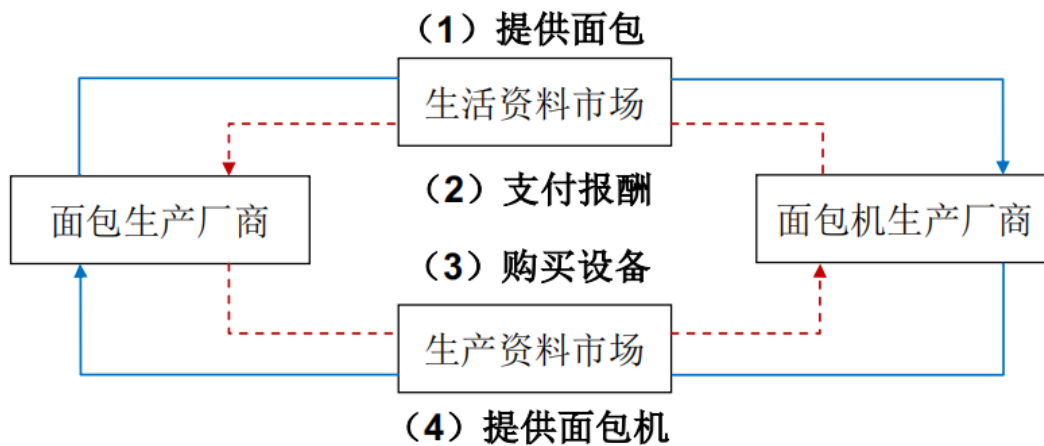 （1）提供面包
生活资料市场
（2）支付报酬
面包生产厂商
面包机生产厂商
（3）购买设备
生产资料市场
（4）提供面包机